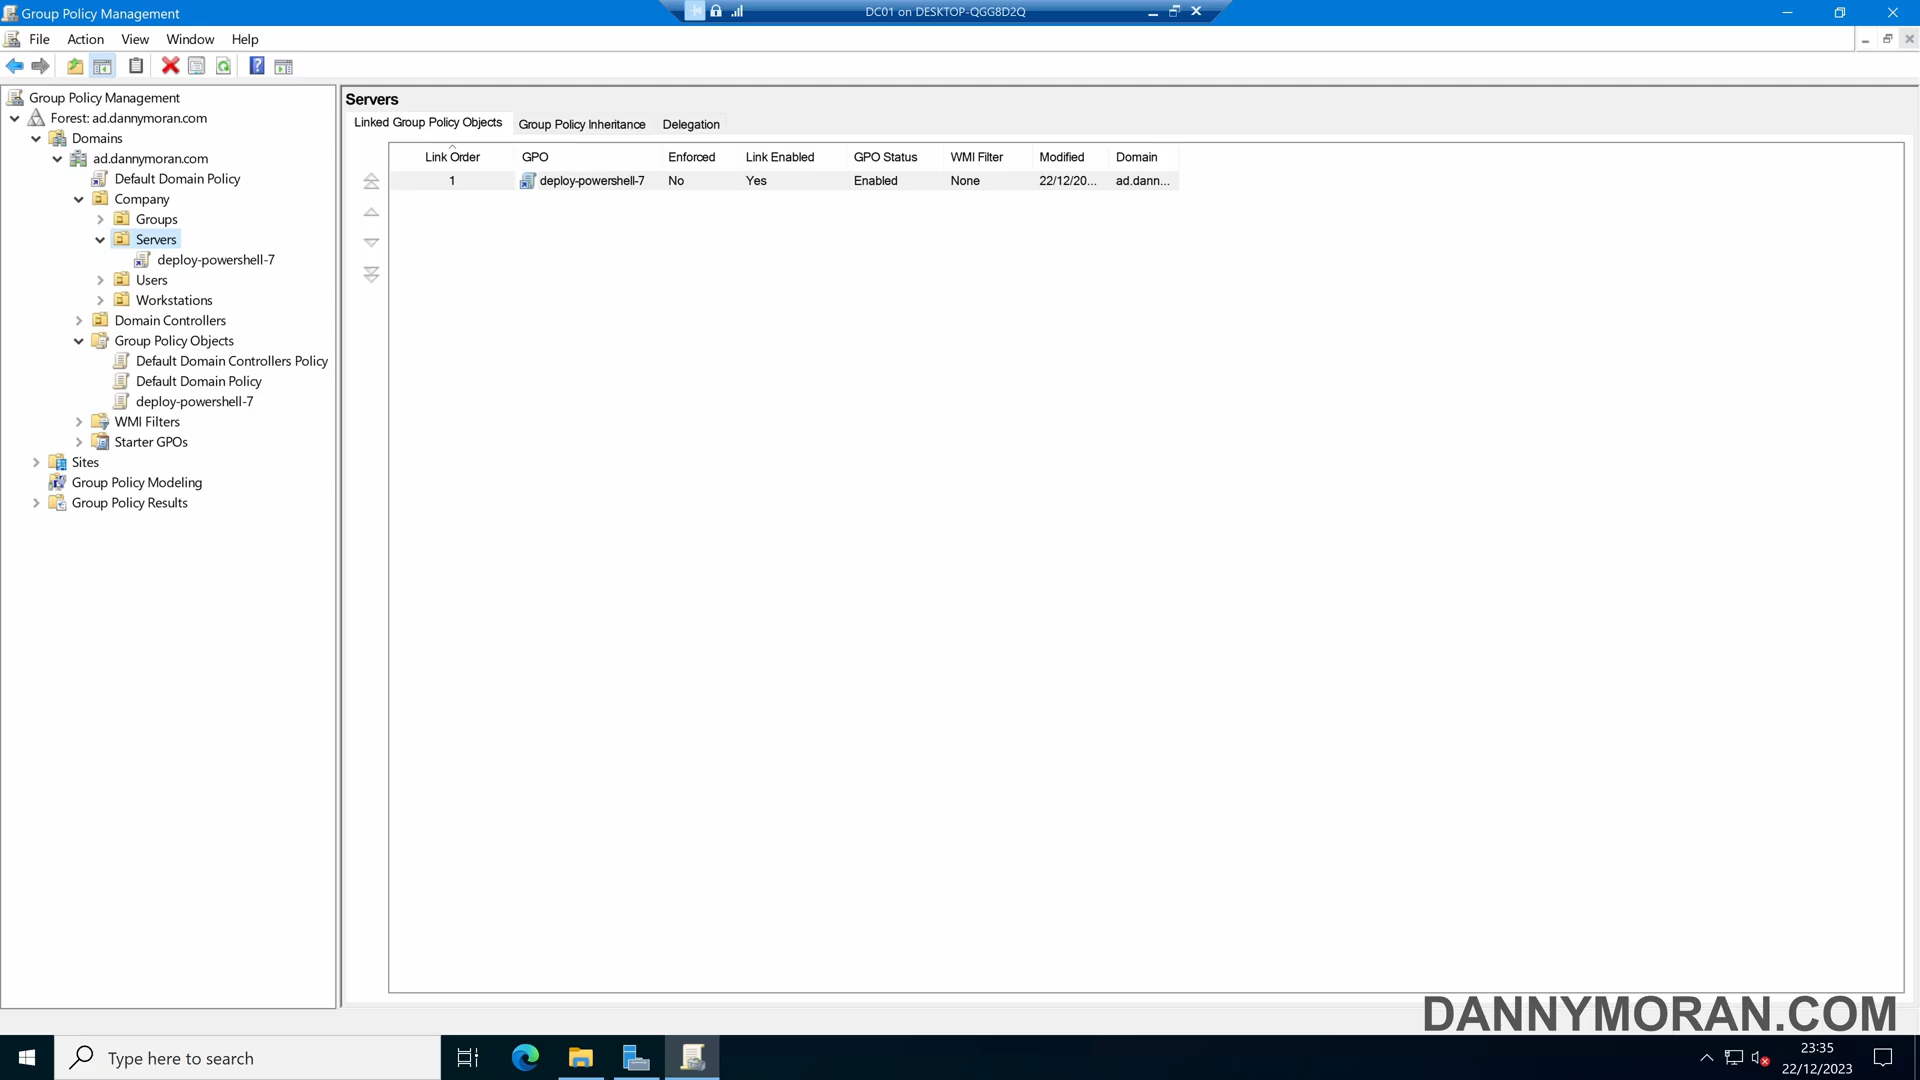 Group Policy Management
DC01 on DESKTOP-QGG8D2Q
File Action View Window Help
Group Policy Management
Forest: ad.dannymoran.com
Domains
ad.dannymoran.com
Default Domain Policy
Company
Groups
Servers
deploy-powershell-7
Users
Workstations
Domain Controllers
Group Policy Objects
Default Domain Controllers Policy
Default Domain Policy
deploy-powershell-7
WMI Filters
Starter GPOs
Sites
Group Policy Modeling
Group Policy Results
Servers
Linked Group Policy Objects Group Policy Inheritance Delegation
Link Order GPO Enforced Link Enabled GPO Status WMI Filter Modified Domain
1 deploy-powershell-7 No Yes Enabled None 22/12/20... ad.dann...
DANNYMORAN.COM
Type here to search
23:35
22/12/2023